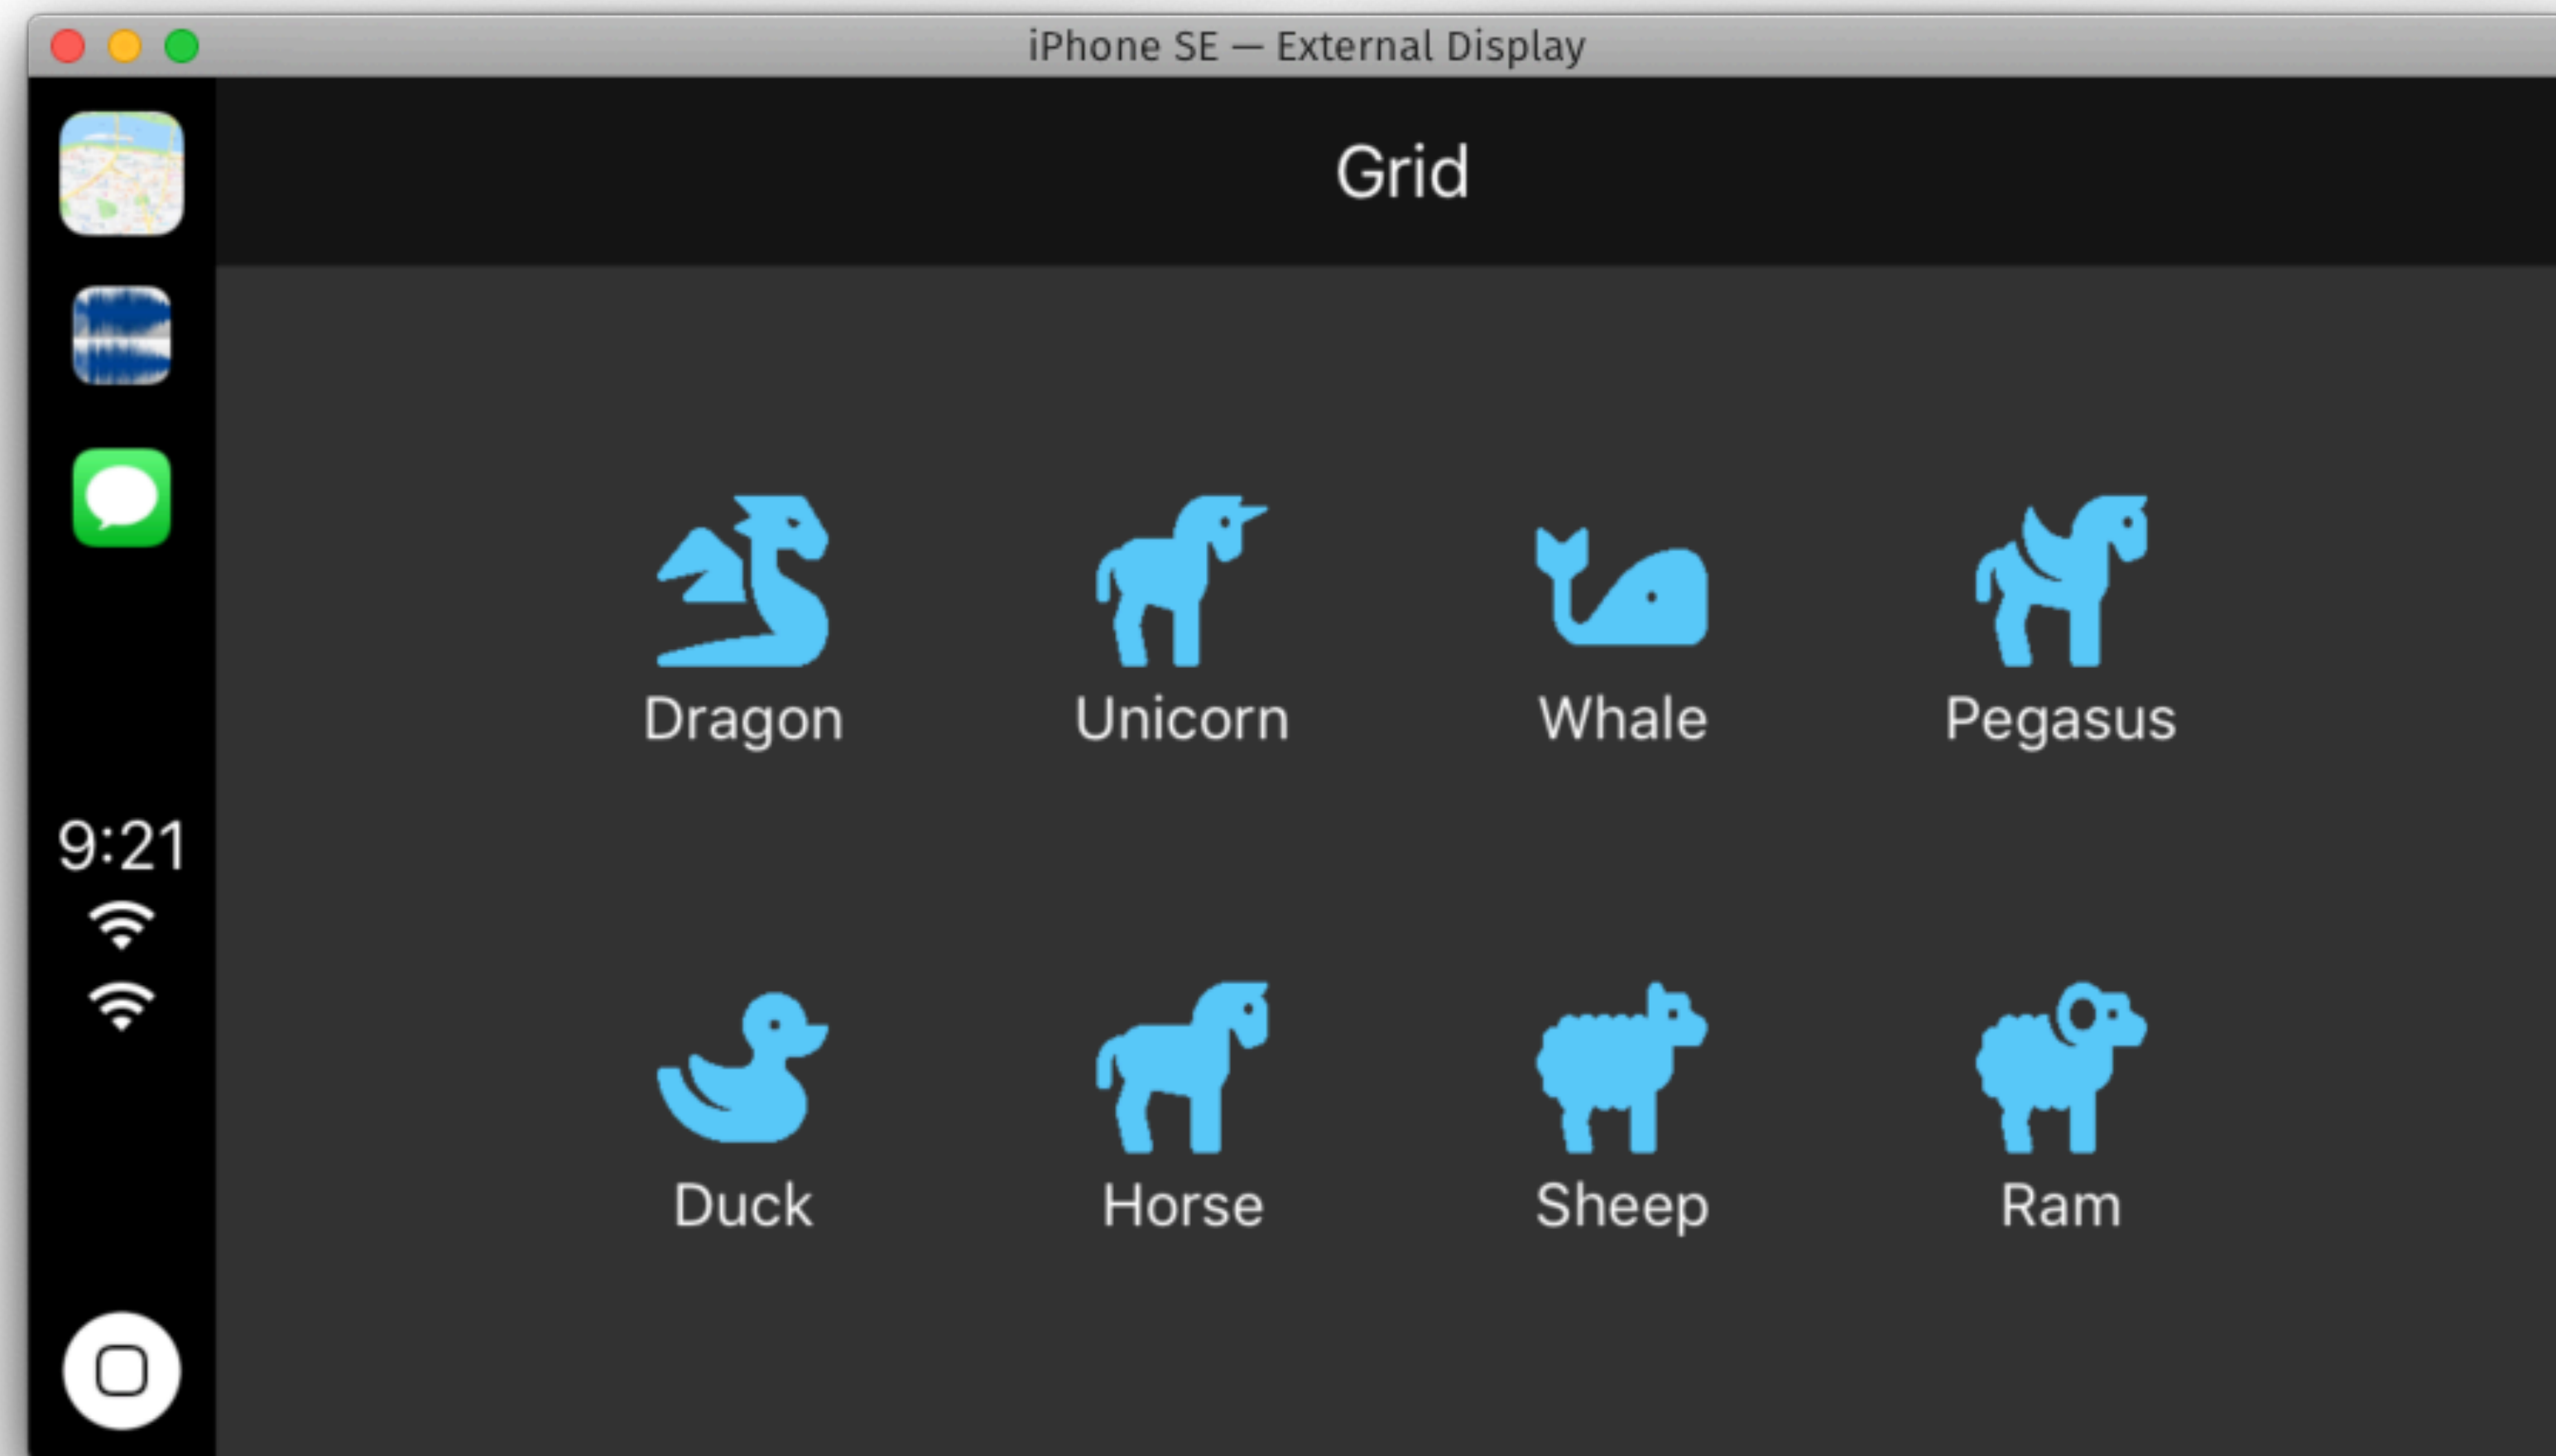 iPhone SE — External Display
Grid
Dragon Unicorn Whale Pegasus
9:21
Duck Horse Sheep Ram